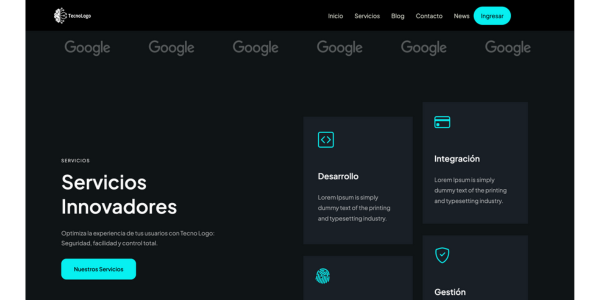 TecnoLogo
Inicio Servicios Blog Contacto News Ingresar
Google Google Google Google Google Google
SERVICIOS
Servicios
Innovadores
Optimiza la experiencia de tus usuarios con Tecno Logo:
Seguridad, facilidad y control total.
Nuestros Servicios
Desarrollo
Lorem Ipsum is simply
dummy text of the printing
and typesetting industry.
Integración
Lorem Ipsum is simply
dummy text of the printing
and typesetting industry.
Gestión